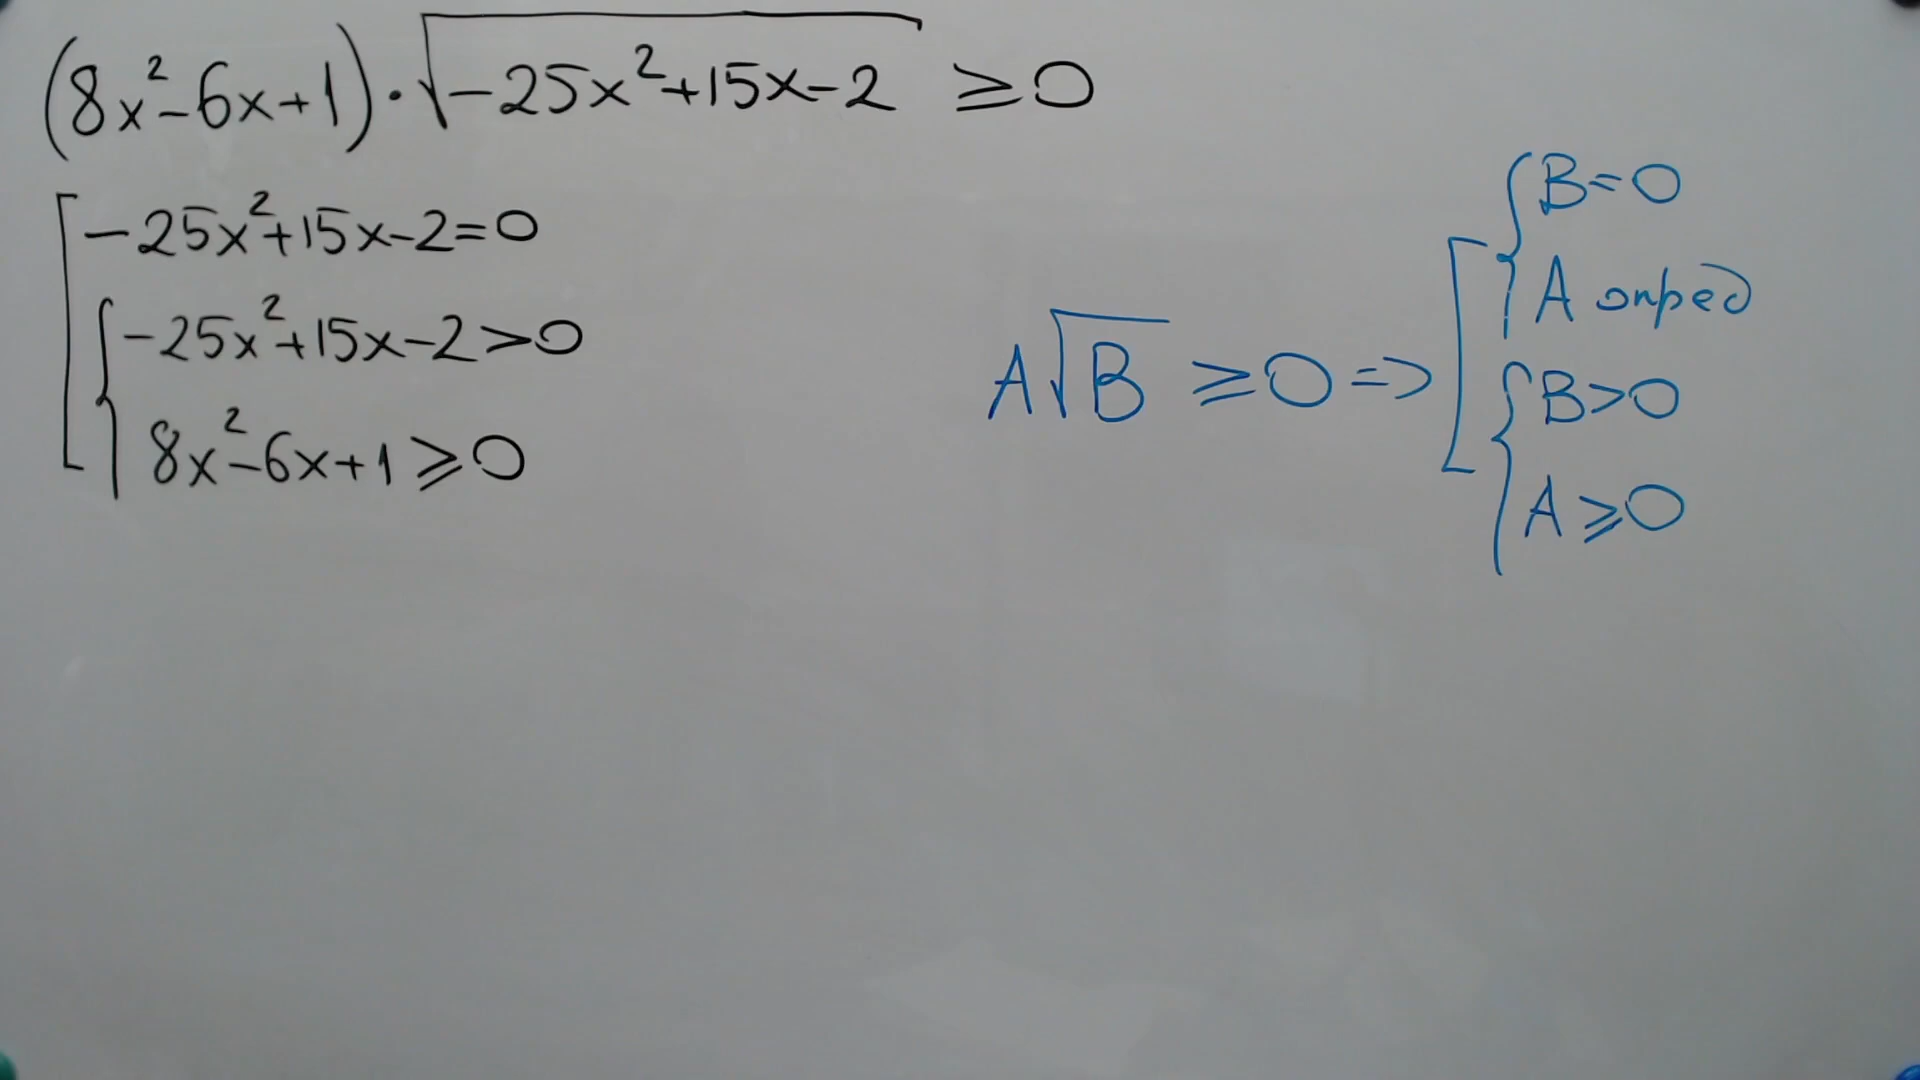 (8x²-6x+1)·√(-25x²+15x-2) ≥0
-25x²+15x-2=0
-25x²+15x-2>0
8x²-6x+1⩾0
A√B ⩾0 =>
B=0
A опред
B>0
A⩾0